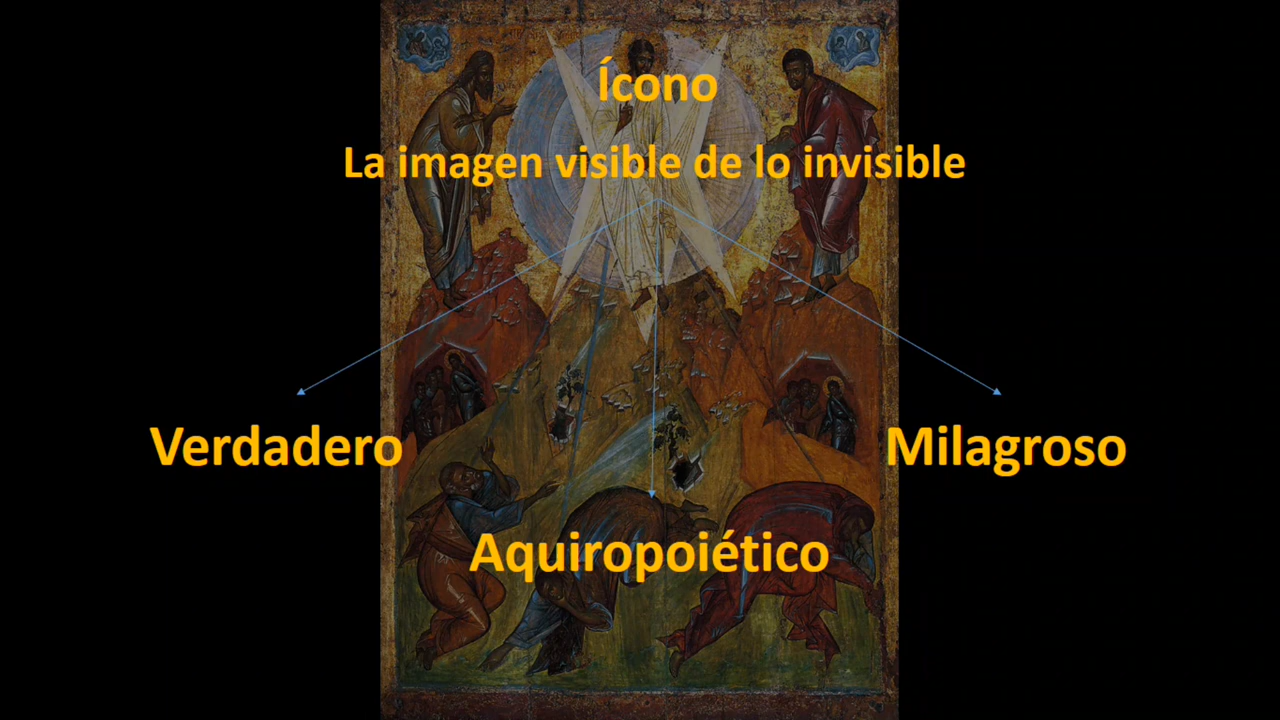 Ícono
La imagen visible de lo invisible
Verdadero
Milagroso
Aquiropoiético